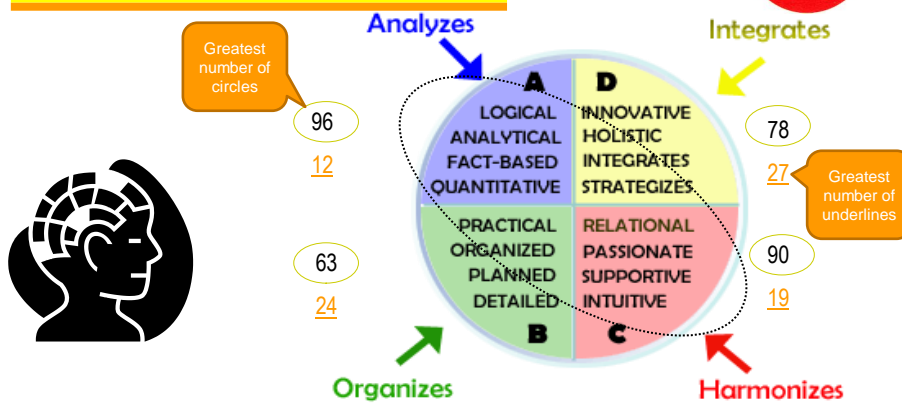 Analyzes
Integrates
Greatest
number of
circles
96
12
A
LOGICAL
ANALYTICAL
FACT-BASED
QUANTITATIVE
D
INNOVATIVE
HOLISTIC
INTEGRATES
STRATEGIZES
78
27
Greatest
number of
underlines
63
24
PRACTICAL
ORGANIZED
PLANNED
DETAILED
B
RELATIONAL
PASSIONATE
SUPPORTIVE
INTUITIVE
C
90
19
Organizes
Harmonizes